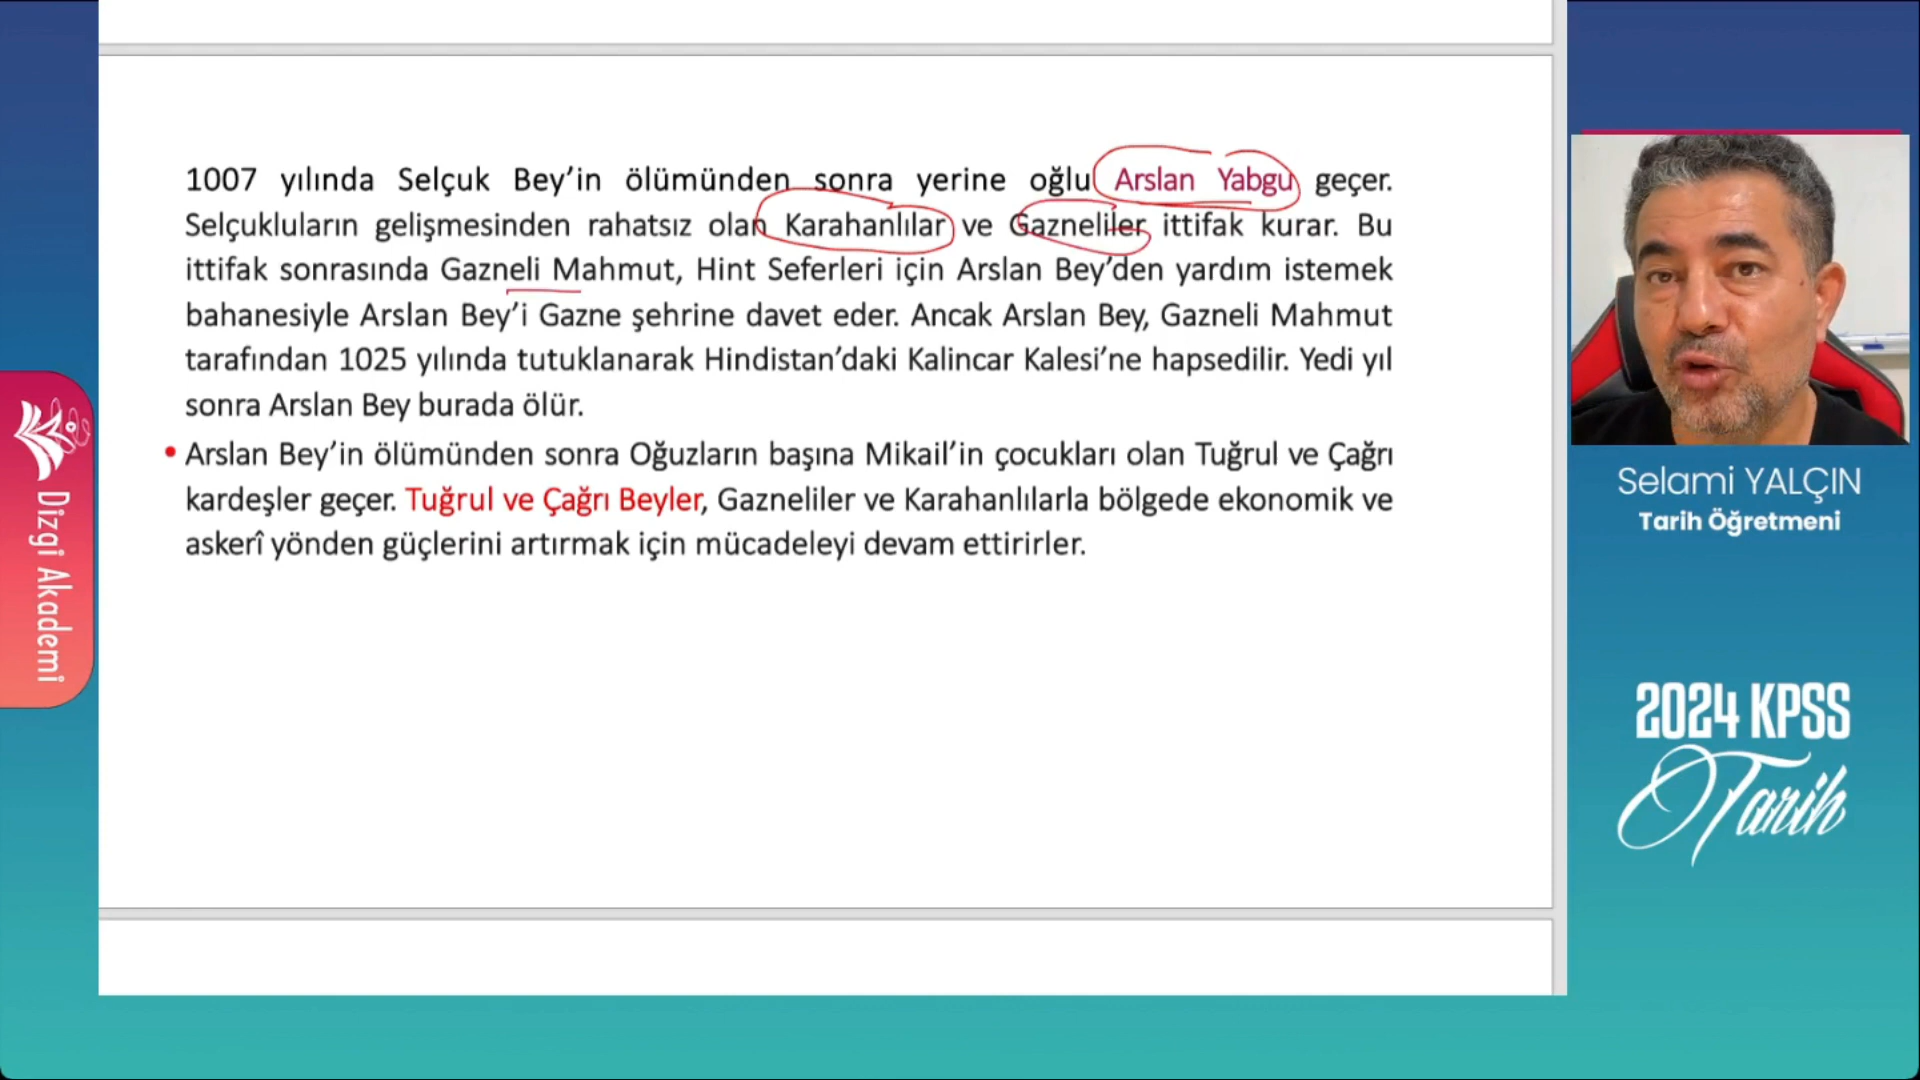 1007 yılında Selçuk Bey’in ölümünden sonra yerine oğlu Arslan Yabgu geçer.
Selçukluların gelişmesinden rahatsız olan Karahanlılar ve Gazneliler ittifak kurar. Bu
ittifak sonrasında Gazneli Mahmut, Hint Seferleri için Arslan Bey’den yardım istemek
bahanesiyle Arslan Bey’i Gazne şehrine davet eder. Ancak Arslan Bey, Gazneli Mahmut
tarafından 1025 yılında tutuklanarak Hindistan’daki Kalincar Kalesi’ne hapsedilir. Yedi yıl
sonra Arslan Bey burada ölür.
• Arslan Bey’in ölümünden sonra Oğuzların başına Mikail’in çocukları olan Tuğrul ve Çağrı
kardeşler geçer. Tuğrul ve Çağrı Beyler, Gazneliler ve Karahanlılarla bölgede ekonomik ve
askerî yönden güçlerini artırmak için mücadeleyi devam ettirirler.
Dizgi Akademi
Selami YALÇIN
Tarih Öğretmeni
2024 KPSS
Tarih